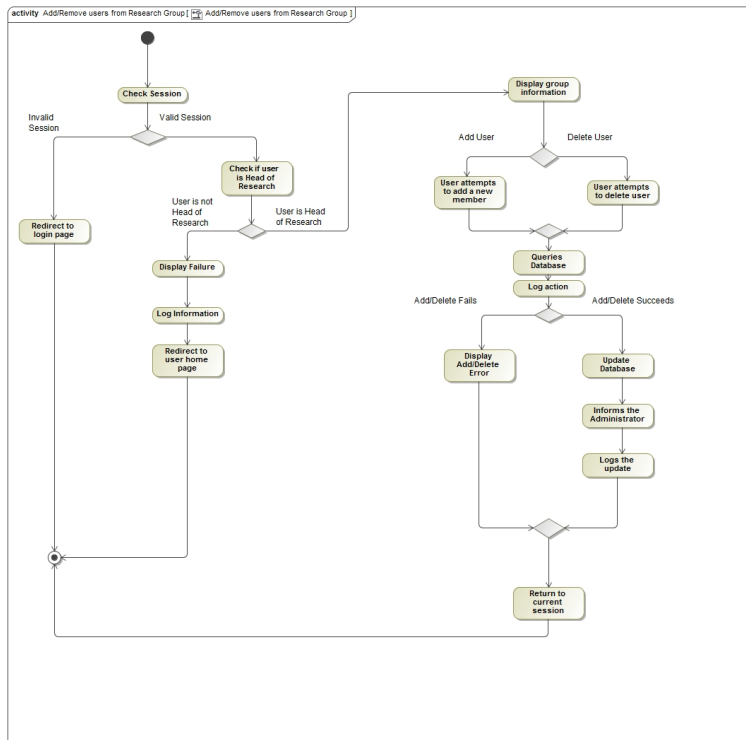 activity Add/Remove users from Research Group [ Add/Remove users from Research Group ]
Check Session
Invalid
Session
Valid Session
Redirect to
login page
Check if user
is Head of
Research
User is not
Head of
Research
User is Head
of Research
Display Failure
Log Information
Redirect to
user home
page
Display group
information
Add User
Delete User
User attempts
to add a new
member
User attempts
to delete user
Queries
Database
Log action
Add/Delete Fails
Add/Delete Succeeds
Display
Add/Delete
Error
Update
Database
Informs the
Administrator
Logs the
update
Return to
current
session